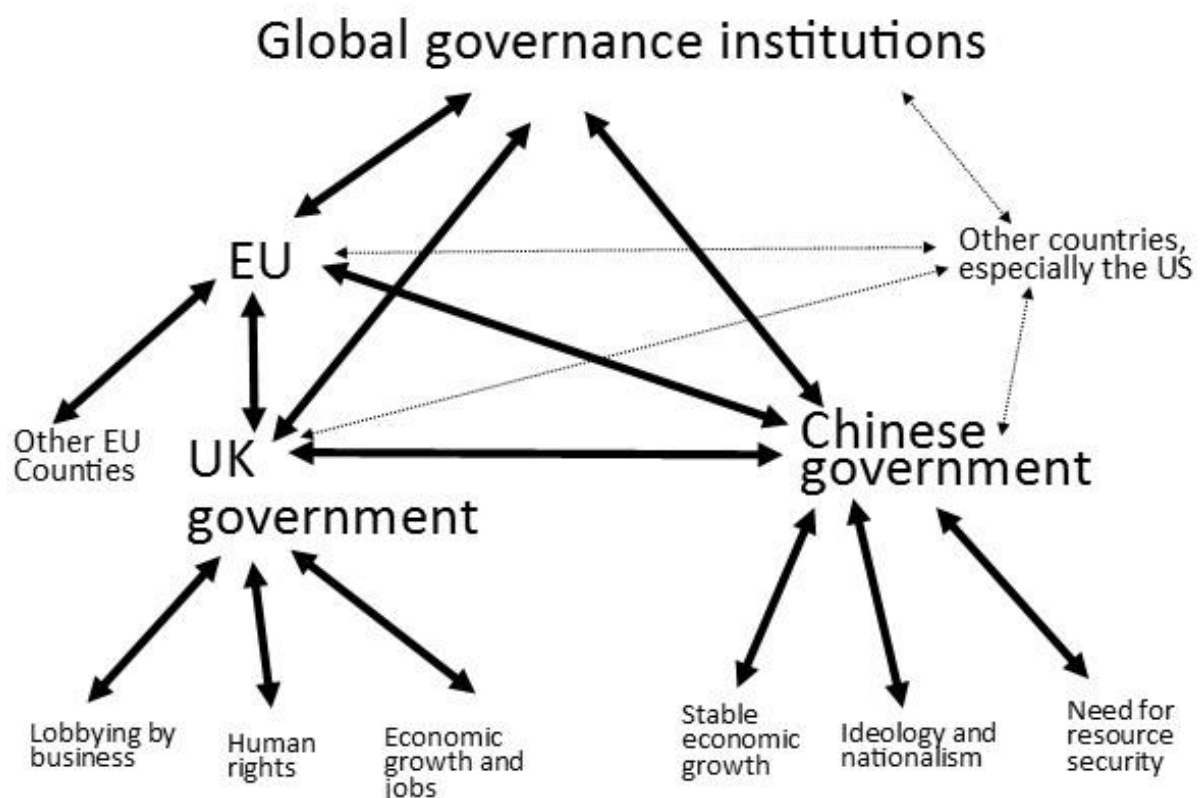 Global governance institutions
EU
Other countries,
especially the US
Other EU
Counties
UK
government
Chinese
government
Lobbying by
business
Human
rights
Economic
growth and
jobs
Stable
economic
growth
Ideology and
nationalism
Need for
resource
security